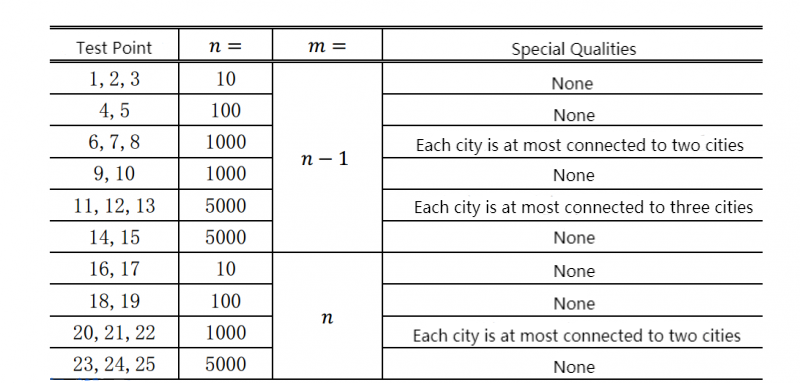 Test Point n = m = Special Qualities
1, 2, 3 10 None
4, 5 100 None
6, 7, 8 1000 Each city is at most connected to two cities
n − 1
9, 10 1000 None
11, 12, 13 5000 Each city is at most connected to three cities
14, 15 5000 None
16, 17 10 None
18, 19 100 None
n
20, 21, 22 1000 Each city is at most connected to two cities
23, 24, 25 5000 None